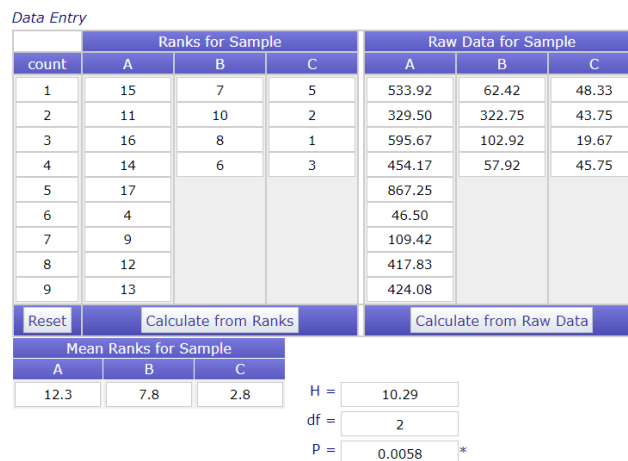 Data Entry
Ranks for Sample Raw Data for Sample
count A B C A B C
1 15 7 5 533.92 62.42 48.33
2 11 10 2 329.50 322.75 43.75
3 16 8 1 595.67 102.92 19.67
4 14 6 3 454.17 57.92 45.75
5 17 867.25
6 4 46.50
7 9 109.42
8 12 417.83
9 13 424.08
Reset Calculate from Ranks Calculate from Raw Data
Mean Ranks for Sample
A B C
12.3 7.8 2.8
H = 10.29
df = 2
P = 0.0058 *